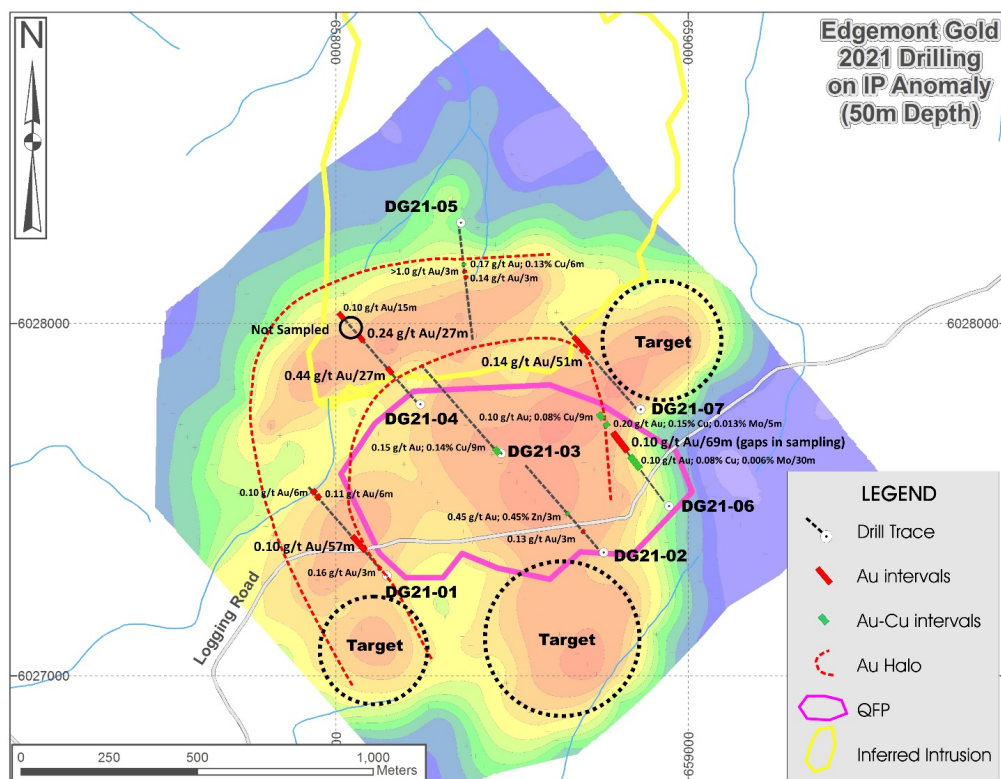 N
658000
659000
Edgemont Gold
2021 Drilling
on IP Anomaly
(50m Depth)
DG21-05
0.17 g/t Au; 0.13% Cu/6m
>1.0 g/t Au/3m
0.14 g/t Au/3m
0.10 g/t Au/15m
6028000
6028000
Not Sampled
0.24 g/t Au/27m
Target
0.14 g/t Au/51m
0.44 g/t Au/27m
DG21-04
DG21-07
0.10 g/t Au; 0.08% Cu/9m
0.20 g/t Au; 0.15% Cu; 0.013% Mo/5m
0.10 g/t Au/69m (gaps in sampling)
0.15 g/t Au; 0.14% Cu/9m
DG21-03
0.10 g/t Au; 0.08% Cu; 0.006% Mo/30m
0.10 g/t Au/6m
0.11 g/t Au/6m
DG21-06
0.45 g/t Au; 0.45% Zn/3m
0.13 g/t Au/3m
0.10 g/t Au/57m
DG21-02
0.16 g/t Au/3m
DG21-01
Logging Road
Target
Target
6027000
659000
LEGEND
Drill Trace
Au intervals
Au-Cu intervals
Au Halo
QFP
Inferred Intrusion
0 250 500 1,000
Meters